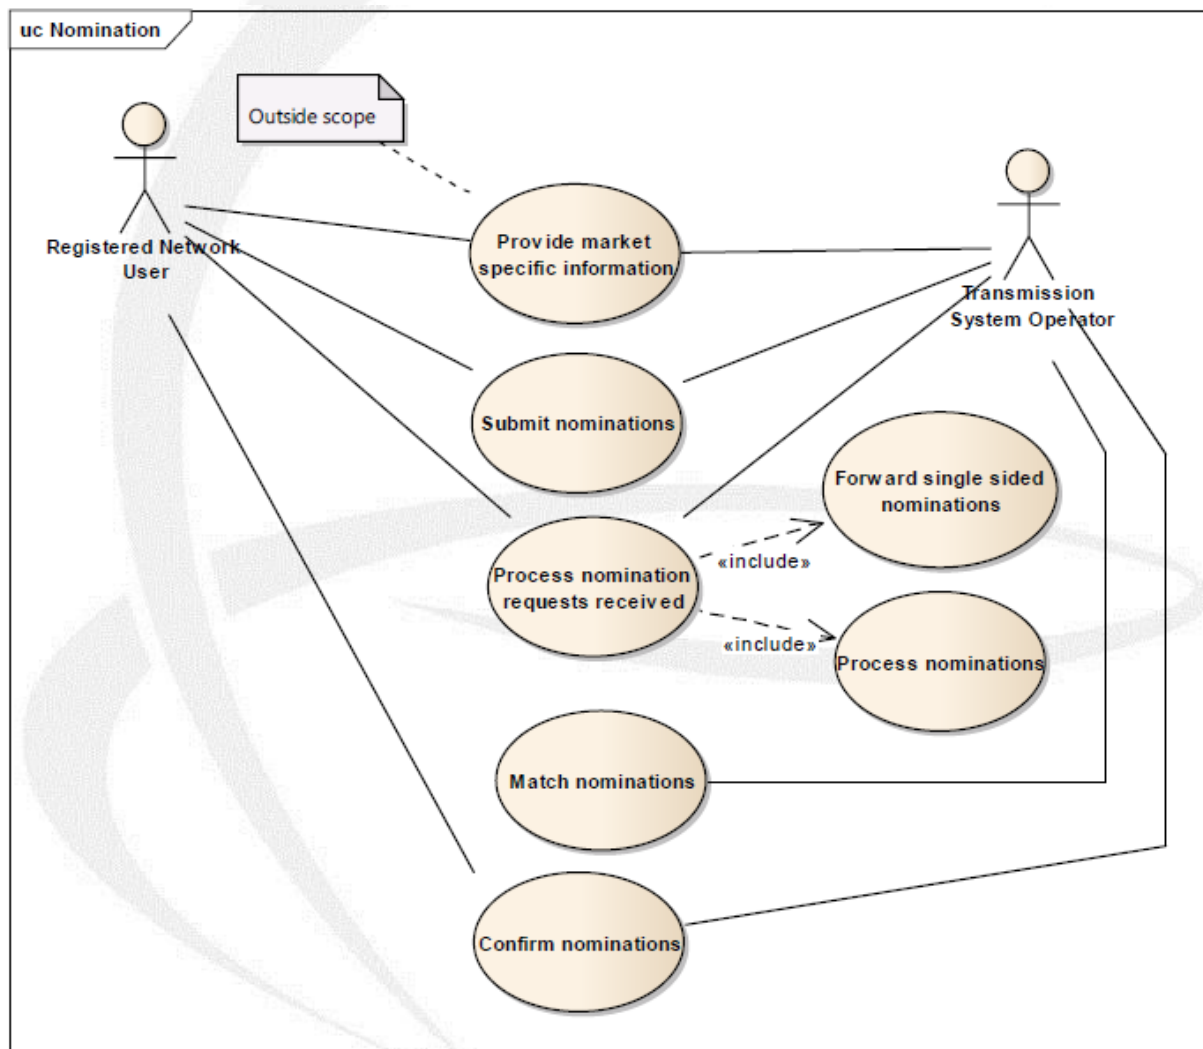 uc Nomination
Outside scope
Registered Network
User
Provide market
specific information
Transmission
System Operator
Submit nominations
Forward single sided
nominations
«include»
Process nomination
requests received
«include»
Process nominations
Match nominations
Confirm nominations